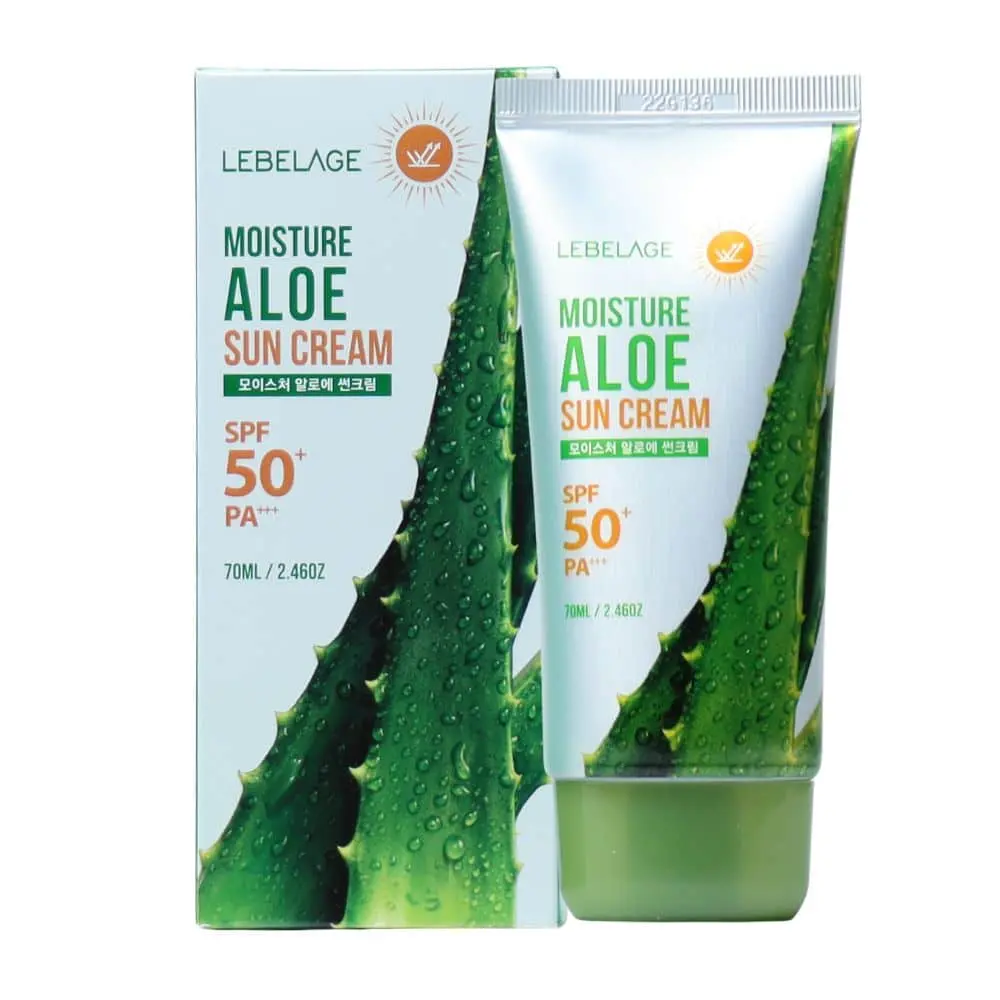 LEBELAGE
MOISTURE
ALOE
SUN CREAM
모이스처 알로에 썬크림
SPF
50+
PA+++
70ML / 2.46OZ
22G136
LEBELAGE
MOISTURE
ALOE
SUN CREAM
모이스처 알로에 썬크림
SPF
50+
PA+++
70ML / 2.46OZ